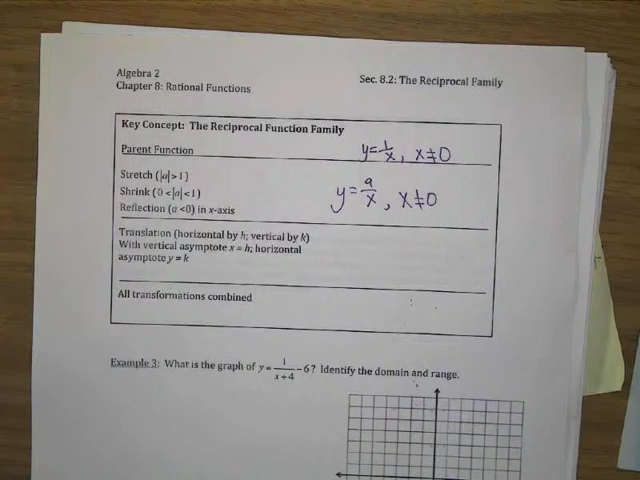 Algebra 2 Sec. 8.2: The Reciprocal Family
Chapter 8: Rational Functions
Key Concept: The Reciprocal Function Family
Parent Function y = 1/x, x ≠ 0
Stretch (|a| > 1)
Shrink (0 < |a| < 1) y = a/x, x ≠ 0
Reflection (a < 0) in x-axis
Translation (horizontal by h; vertical by k)
With vertical asymptote x = h; horizontal
asymptote y = k
All transformations combined
Example 3: What is the graph of y = 1/(x+4) − 6? Identify the domain and range.